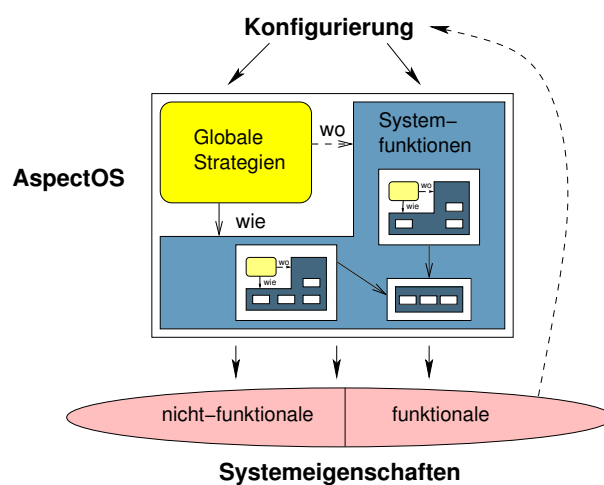 Konfigurierung
Globale
Strategien
wo
System−
funktionen
AspectOS
wie
wo
wie
wo
wie
nicht−funktionale
funktionale
Systemeigenschaften